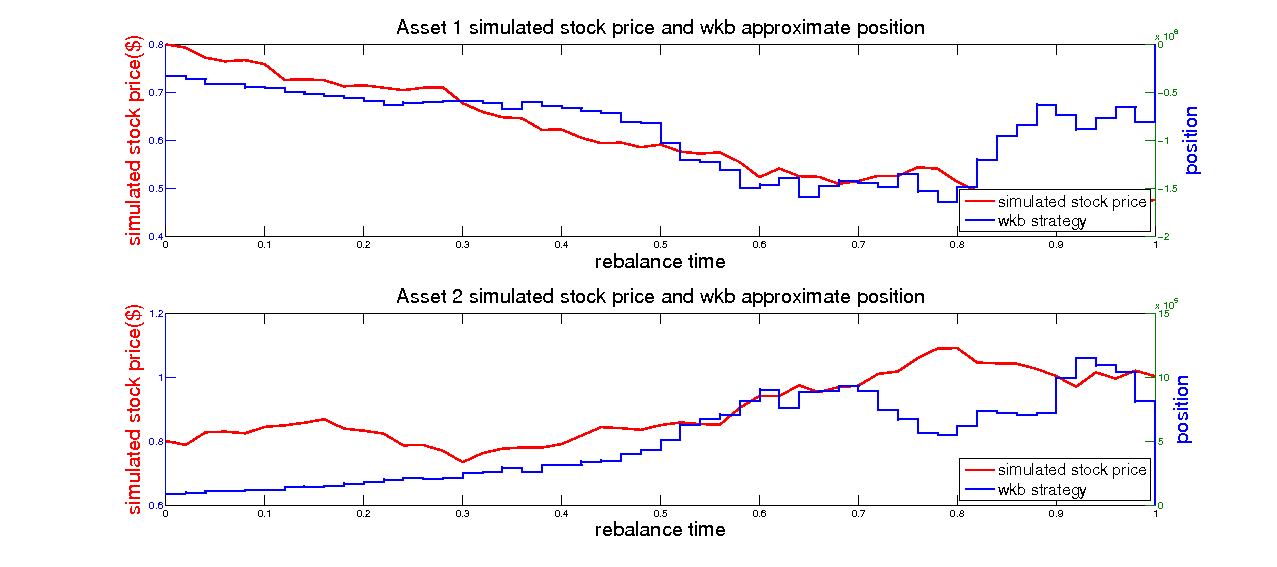 Asset 1 simulated stock price and wkb approximate position
x 10
0.8
0.7
0.6
0.5
0.4
0
−0.5
−1
−1.5
−2
simulated stock price($)
position
simulated stock price
wkb strategy
0 0.1 0.2 0.3 0.4 0.5 0.6 0.7 0.8 0.9 1
rebalance time
Asset 2 simulated stock price and wkb approximate position
x 10
1.2
1
0.8
0.6
15
10
5
0
simulated stock price($)
position
simulated stock price
wkb strategy
0 0.1 0.2 0.3 0.4 0.5 0.6 0.7 0.8 0.9 1
rebalance time